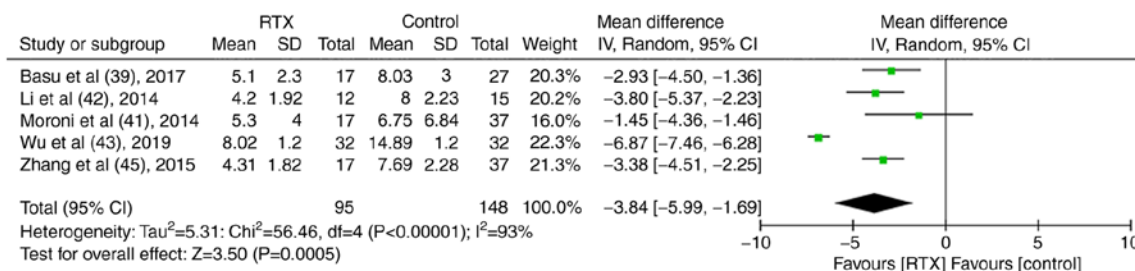 RTX Control Mean difference Mean difference
Study or subgroup Mean SD Total Mean SD Total Weight IV, Random, 95% CI IV, Random, 95% CI
Basu et al (39), 2017 5.1 2.3 17 8.03 3 27 20.3% −2.93 [−4.50, −1.36]
Li et al (42), 2014 4.2 1.92 12 8 2.23 15 20.2% −3.80 [−5.37, −2.23]
Moroni et al (41), 2014 5.3 4 17 6.75 6.84 37 16.0% −1.45 [−4.36, −1.46]
Wu et al (43), 2019 8.02 1.2 32 14.89 1.2 32 22.3% −6.87 [−7.46, −6.28]
Zhang et al (45), 2015 4.31 1.82 17 7.69 2.28 37 21.3% −3.38 [−4.51, −2.25]
Total (95% CI) 95 148 100.0% −3.84 [−5.99, −1.69]
Heterogeneity: Tau²=5.31: Chi²=56.46, df=4 (P<0.00001); I²=93%
Test for overall effect: Z=3.50 (P=0.0005)
−10 −5 0 5 10
Favours [RTX] Favours [control]